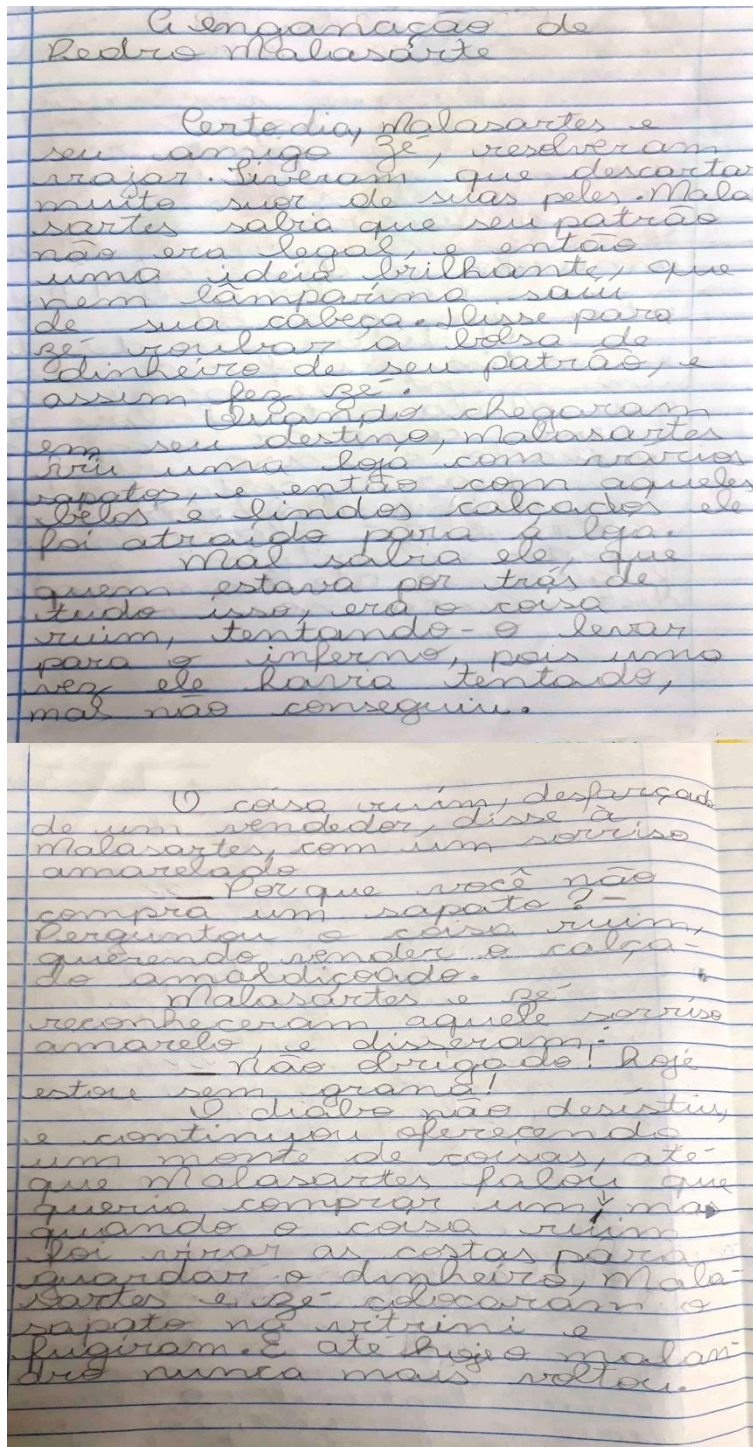 A enganação de
Pedro Malasarte
Certo dia, Malasartes e
seu amigo Zé, resolveram
viajar. Tiveram que descartar
muito suor de suas peles. Mala
sartes sabia que seu patrão
não era legal, e então
uma idéia brilhante, que
nem lâmparina saiu
de sua cabeça. Disse para
zé roubar a bolsa de
dinheiro de seu patrão, e
assim fez zé.
Quando chegaram
em seu destino, Malasartes
viu uma loja com vários
sapatos, e então com aqueles
belos e lindos calçados ele
foi atraído para a loja.
Mal sabia ele, que
quem estava por trás de
tudo isso, era o coisa
ruim, tentando-o levar
para o inferno, pois uma
vez ele havia tentado,
mas não conseguiu.
O coisa ruim, desfarçado
de um vendedor, disse à
Malasartes, com um sorriso
amarelado
— Por que você não
compra um sapato? -
Perguntou o coisa ruim,
querendo vender o calça-
do amaldiçoado.
Malasartes e zé
reconheceram aquele sorriso
amarelo, e disseram:
— Não obrigado! hoje
estou sem grana!
O diabo não desistiu,
e continuou oferecendo
um monte de coisas, até
que Malasartes falou que
queria comprar um, mas
quando o coisa ruim
foi virar as costas para
guardar o dinheiro, Mala-
sartes e zé colocaram o
sapato na vitrini e
fugiram. E até hoje o malan-
dro nunca mais voltou.